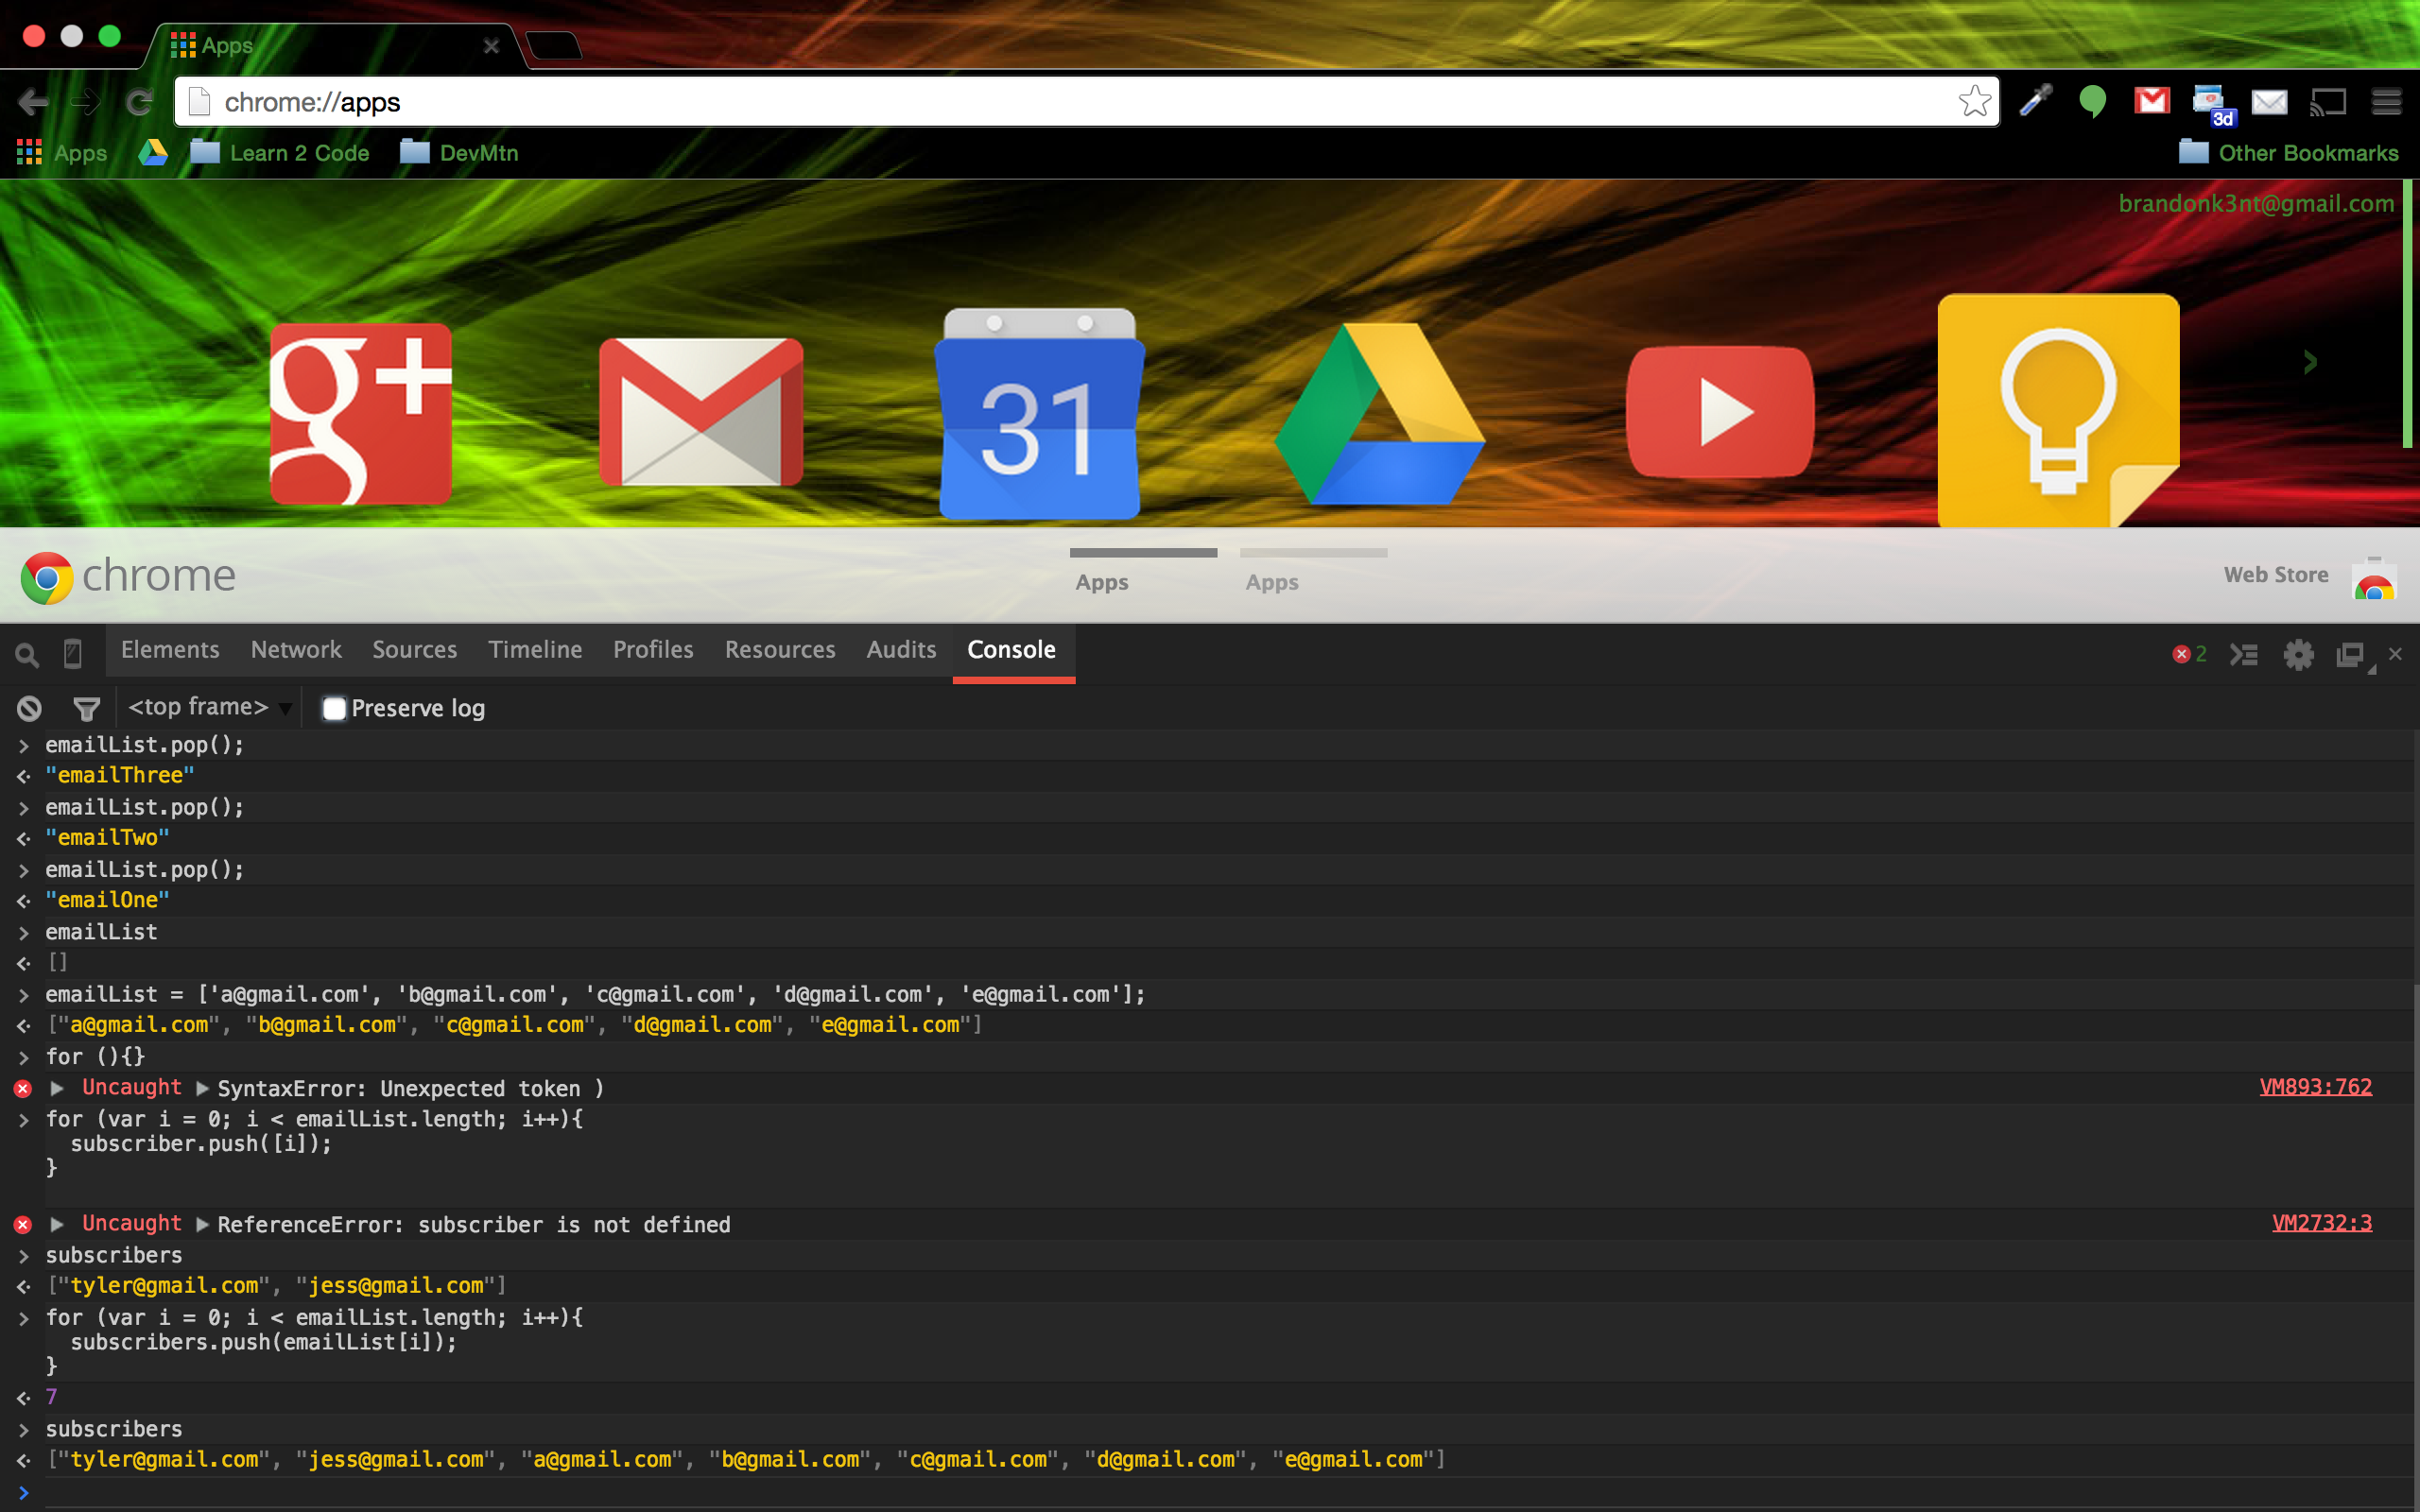 Apps
chrome://apps
3d
Apps Learn 2 Code DevMtn Other Bookmarks
brandonk3nt@gmail.com
g+ 31
chrome Apps Apps Web Store
Elements Network Sources Timeline Profiles Resources Audits Console 2
<top frame> Preserve log
emailList.pop();
"emailThree"
emailList.pop();
"emailTwo"
emailList.pop();
"emailOne"
emailList
[]
emailList = ['a@gmail.com', 'b@gmail.com', 'c@gmail.com', 'd@gmail.com', 'e@gmail.com'];
["a@gmail.com", "b@gmail.com", "c@gmail.com", "d@gmail.com", "e@gmail.com"]
for (){}
Uncaught SyntaxError: Unexpected token ) VM893:762
for (var i = 0; i < emailList.length; i++){
subscriber.push([i]);
}
Uncaught ReferenceError: subscriber is not defined VM2732:3
subscribers
["tyler@gmail.com", "jess@gmail.com"]
for (var i = 0; i < emailList.length; i++){
subscribers.push(emailList[i]);
}
7
subscribers
["tyler@gmail.com", "jess@gmail.com", "a@gmail.com", "b@gmail.com", "c@gmail.com", "d@gmail.com", "e@gmail.com"]